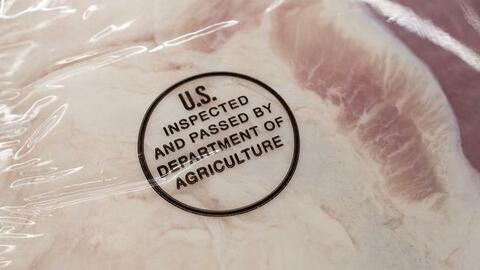 U.S.
INSPECTED
AND PASSED BY
DEPARTMENT OF
AGRICULTURE